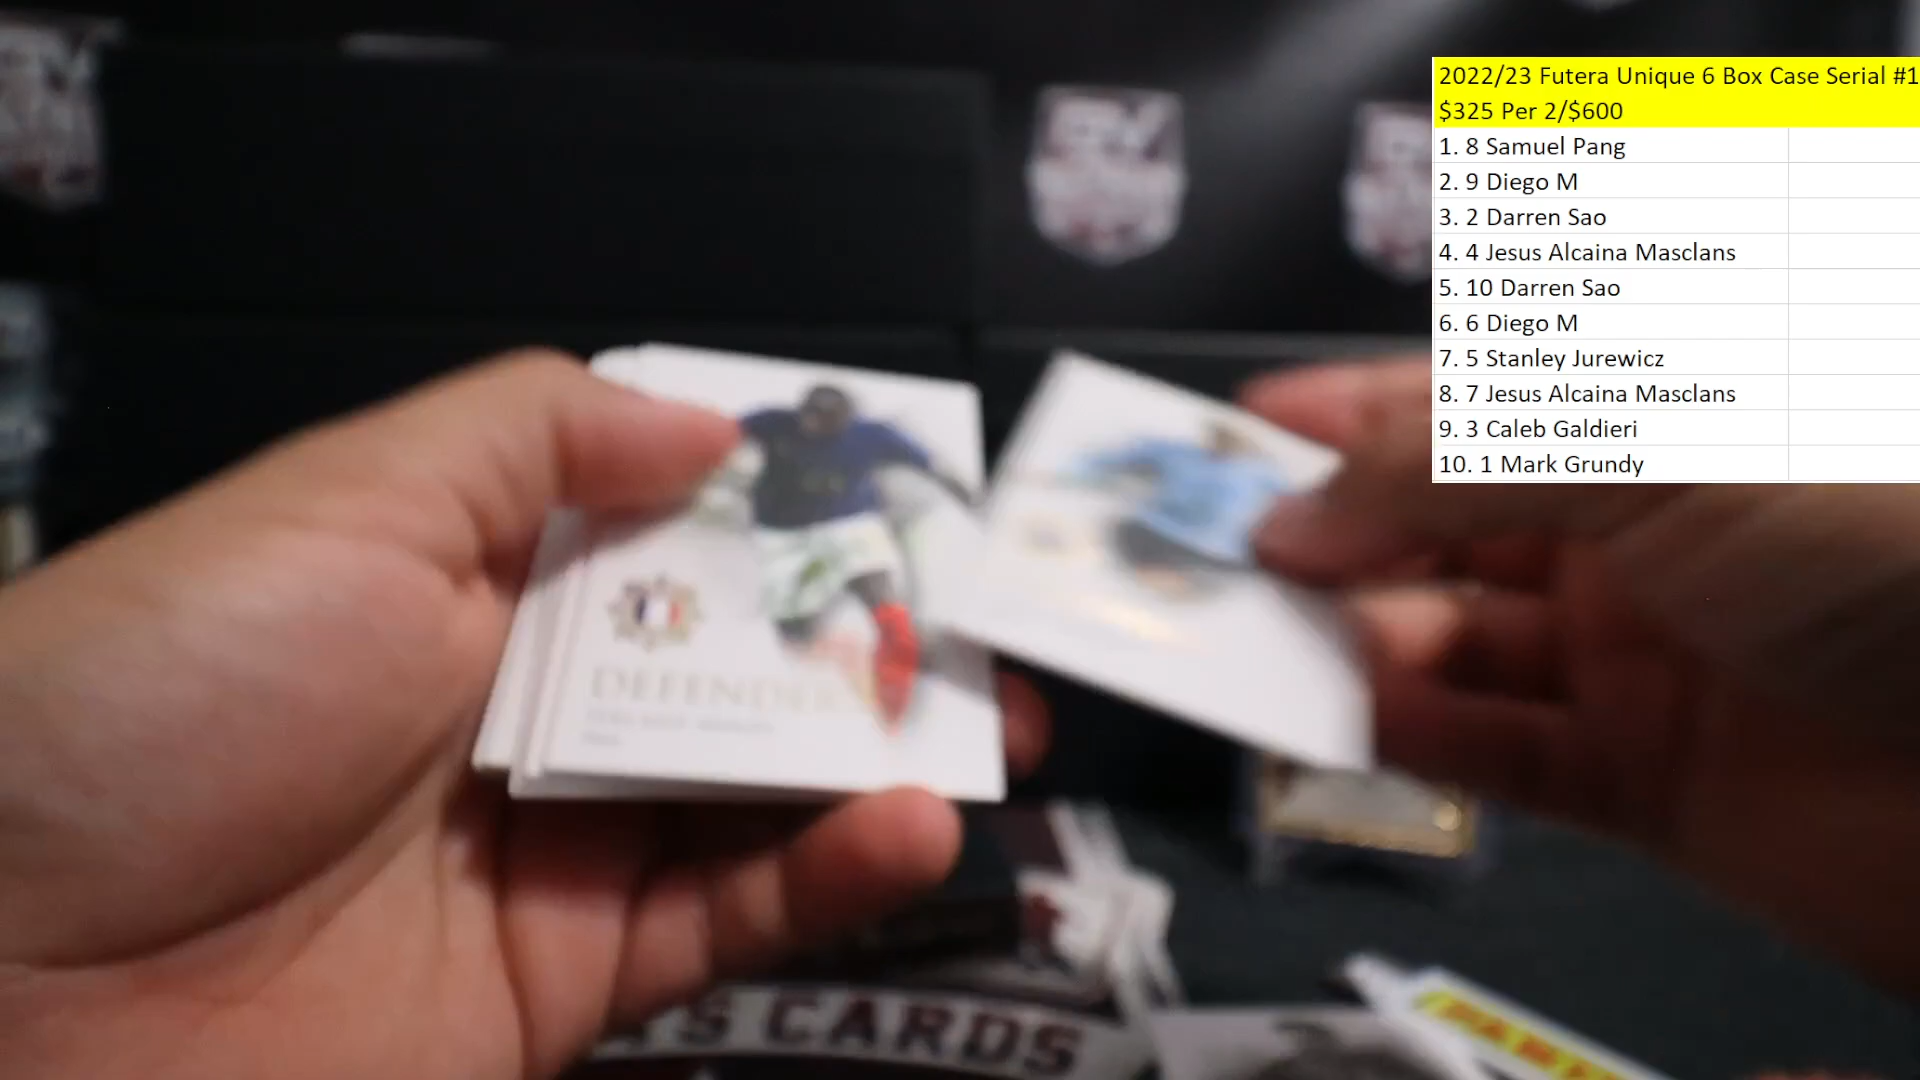 2022/23 Futera Unique 6 Box Case Serial #1
$325 Per 2/$600
1. 8 Samuel Pang
2. 9 Diego M
3. 2 Darren Sao
4. 4 Jesus Alcaina Masclans
5. 10 Darren Sao
6. 6 Diego M
7. 5 Stanley Jurewicz
8. 7 Jesus Alcaina Masclans
9. 3 Caleb Galdieri
10. 1 Mark Grundy
DEFENDER
CARDS